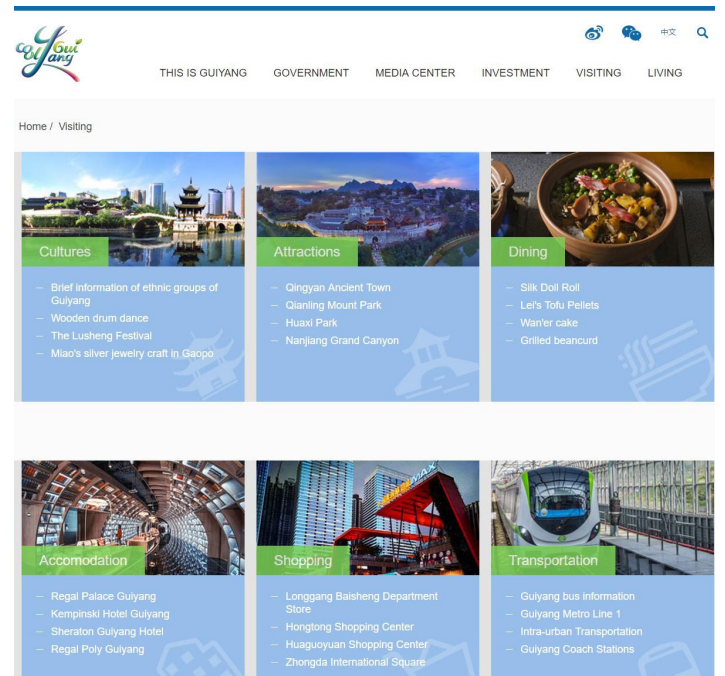 Gui
Yang
中文
THIS IS GUIYANG GOVERNMENT MEDIA CENTER INVESTMENT VISITING LIVING
Home / Visiting
Cultures
— Brief information of ethnic groups of
Guiyang
— Wooden drum dance
— The Lusheng Festival
— Miao's silver jewelry craft in Gaopo
Attractions
— Qingyan Ancient Town
— Qianling Mount Park
— Huaxi Park
— Nanjiang Grand Canyon
Dining
— Silk Doll Roll
— Lei's Tofu Pellets
— Wan'er cake
— Grilled beancurd
Accomodation
— Regal Palace Guiyang
— Kempinski Hotel Guiyang
— Sheraton Guiyang Hotel
— Regal Poly Guiyang
MAX
Shopping
— Longgang Baisheng Department
Store
— Hongtong Shopping Center
— Huaguoyuan Shopping Center
— Zhongda International Square
Transportation
— Guiyang bus information
— Guiyang Metro Line 1
— Intra-urban Transportation
— Guiyang Coach Stations